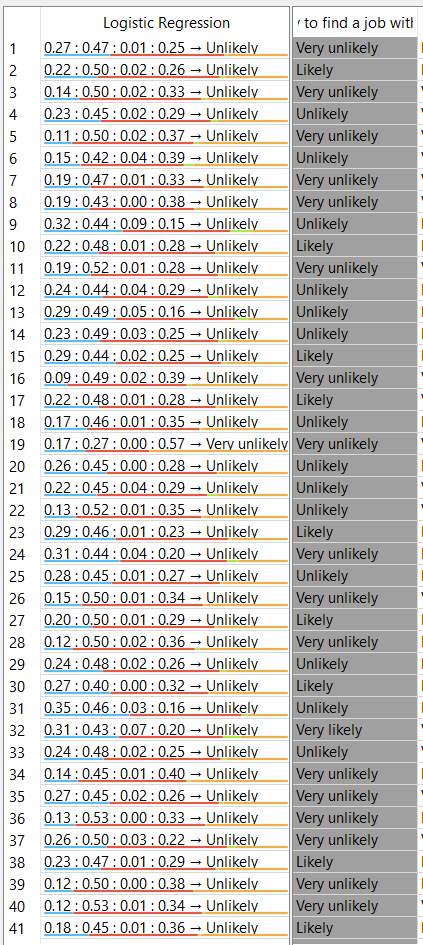 Logistic Regression to find a job with
1 0.27 : 0.47 : 0.01 : 0.25 → Unlikely Very unlikely
2 0.22 : 0.50 : 0.02 : 0.26 → Unlikely Likely
3 0.14 : 0.50 : 0.02 : 0.33 → Unlikely Very unlikely
4 0.23 : 0.45 : 0.02 : 0.29 → Unlikely Unlikely
5 0.11 : 0.50 : 0.02 : 0.37 → Unlikely Very unlikely
6 0.15 : 0.42 : 0.04 : 0.39 → Unlikely Unlikely
7 0.19 : 0.47 : 0.01 : 0.33 → Unlikely Very unlikely
8 0.19 : 0.43 : 0.00 : 0.38 → Unlikely Very unlikely
9 0.32 : 0.44 : 0.09 : 0.15 → Unlikely Unlikely
10 0.22 : 0.48 : 0.01 : 0.28 → Unlikely Likely
11 0.19 : 0.52 : 0.01 : 0.28 → Unlikely Very unlikely
12 0.24 : 0.44 : 0.04 : 0.29 → Unlikely Unlikely
13 0.29 : 0.49 : 0.05 : 0.16 → Unlikely Unlikely
14 0.23 : 0.49 : 0.03 : 0.25 → Unlikely Unlikely
15 0.29 : 0.44 : 0.02 : 0.25 → Unlikely Likely
16 0.09 : 0.49 : 0.02 : 0.39 → Unlikely Very unlikely
17 0.22 : 0.48 : 0.01 : 0.28 → Unlikely Likely
18 0.17 : 0.46 : 0.01 : 0.35 → Unlikely Unlikely
19 0.17 : 0.27 : 0.00 : 0.57 → Very unlikely Very unlikely
20 0.26 : 0.45 : 0.00 : 0.28 → Unlikely Unlikely
21 0.22 : 0.45 : 0.04 : 0.29 → Unlikely Unlikely
22 0.13 : 0.52 : 0.01 : 0.35 → Unlikely Unlikely
23 0.29 : 0.46 : 0.01 : 0.23 → Unlikely Likely
24 0.31 : 0.44 : 0.04 : 0.20 → Unlikely Very unlikely
25 0.28 : 0.45 : 0.01 : 0.27 → Unlikely Unlikely
26 0.15 : 0.50 : 0.01 : 0.34 → Unlikely Very unlikely
27 0.20 : 0.50 : 0.01 : 0.29 → Unlikely Likely
28 0.12 : 0.50 : 0.02 : 0.36 → Unlikely Very unlikely
29 0.24 : 0.48 : 0.02 : 0.26 → Unlikely Unlikely
30 0.27 : 0.40 : 0.00 : 0.32 → Unlikely Likely
31 0.35 : 0.46 : 0.03 : 0.16 → Unlikely Unlikely
32 0.31 : 0.43 : 0.07 : 0.20 → Unlikely Very likely
33 0.24 : 0.48 : 0.02 : 0.25 → Unlikely Unlikely
34 0.14 : 0.45 : 0.01 : 0.40 → Unlikely Very unlikely
35 0.27 : 0.45 : 0.02 : 0.26 → Unlikely Very unlikely
36 0.13 : 0.53 : 0.00 : 0.33 → Unlikely Very unlikely
37 0.26 : 0.50 : 0.03 : 0.22 → Unlikely Very unlikely
38 0.23 : 0.47 : 0.01 : 0.29 → Unlikely Likely
39 0.12 : 0.50 : 0.00 : 0.38 → Unlikely Very unlikely
40 0.12 : 0.53 : 0.01 : 0.34 → Unlikely Very unlikely
41 0.18 : 0.45 : 0.01 : 0.36 → Unlikely Likely